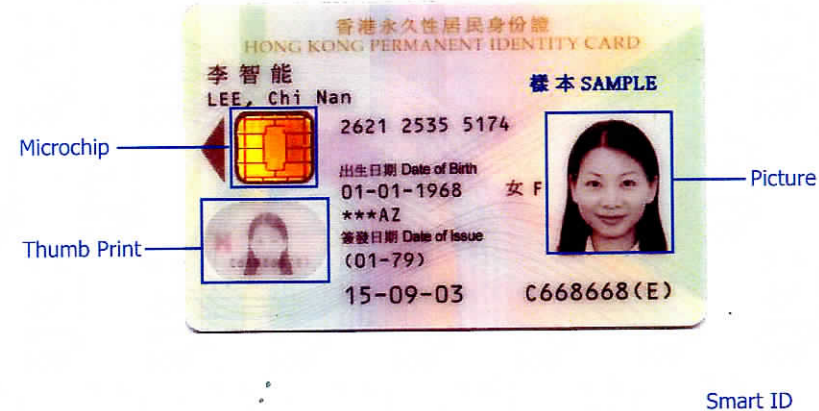 香港永久性居民身份證
HONG KONG PERMANENT IDENTITY CARD
李智能
LEE, Chi Nan
樣本 SAMPLE
Microchip
2621 2535 5174
出生日期 Date of Birth
01-01-1968 女 F
Picture
***AZ
Thumb Print
簽發日期 Date of Issue
(01-79)
15-09-03
C668668(E)
Smart ID